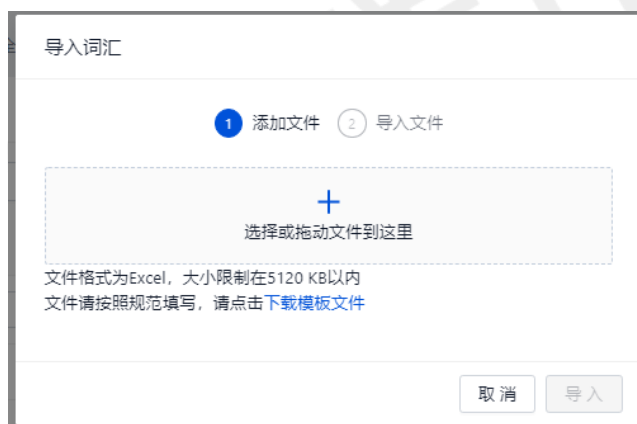 导入词汇
1 添加文件 2 导入文件
选择或拖动文件到这里
文件格式为Excel，大小限制在5120 KB以内
文件请按照规范填写，请点击下载模板文件
取消 导入